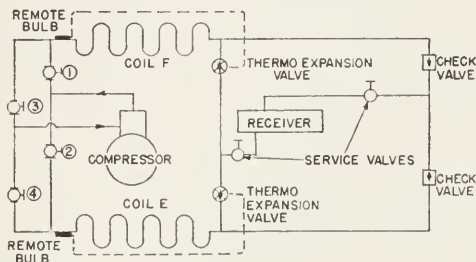 REMOTE
BULB
①
COIL F
THERMO EXPANSION
VALVE
CHECK
VALVE
③
RECEIVER
COMPRESSOR
②
SERVICE VALVES
④
COIL E
THERMO
EXPANSION
VALVE
CHECK
VALVE
REMOTE
BULB